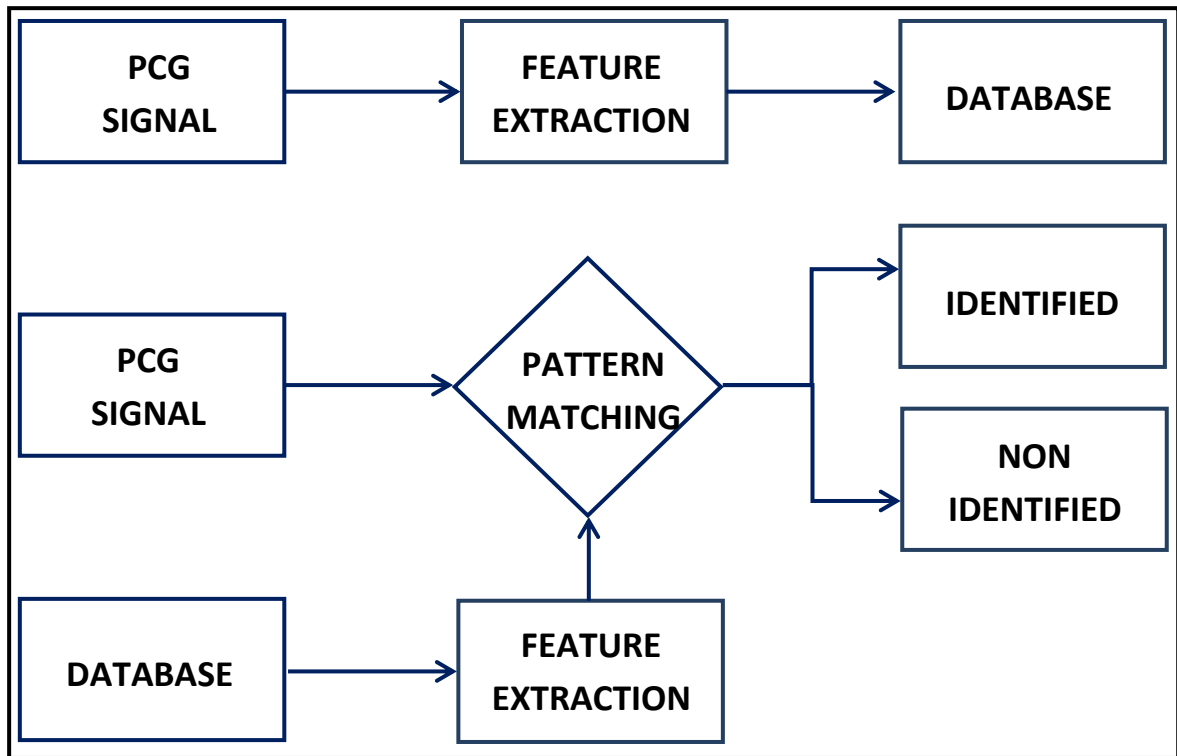 PCG
SIGNAL
FEATURE
EXTRACTION
DATABASE
PCG
SIGNAL
PATTERN
MATCHING
IDENTIFIED
NON
IDENTIFIED
DATABASE
FEATURE
EXTRACTION